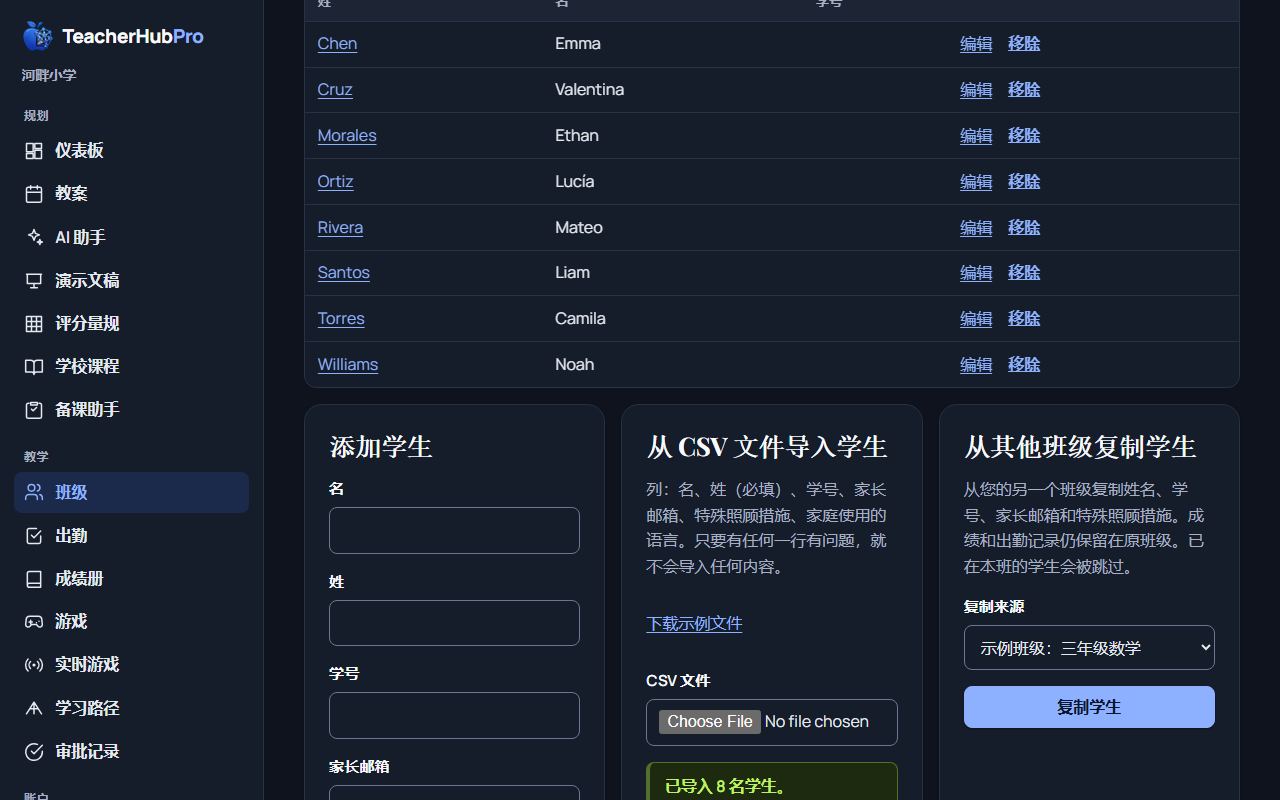 TeacherHubPro
河畔小学
规划
仪表板
教案
AI 助手
演示文稿
评分量规
学校课程
备课助手
教学
班级
出勤
成绩册
游戏
实时游戏
学习路径
审批记录
账户
姓 名 学号
Chen Emma 编辑 移除
Cruz Valentina 编辑 移除
Morales Ethan 编辑 移除
Ortiz Lucía 编辑 移除
Rivera Mateo 编辑 移除
Santos Liam 编辑 移除
Torres Camila 编辑 移除
Williams Noah 编辑 移除
添加学生
名
姓
学号
家长邮箱
从 CSV 文件导入学生
列：名、姓（必填）、学号、家长
邮箱、特殊照顾措施、家庭使用的
语言。只要有任何一行有问题，就
不会导入任何内容。
下载示例文件
CSV 文件
Choose File No file chosen
已导入 8 名学生。
从其他班级复制学生
从您的另一个班级复制姓名、学
号、家长邮箱和特殊照顾措施。成
绩和出勤记录仍保留在原班级。已
在本班的学生会被跳过。
复制来源
示例班级：三年级数学
复制学生